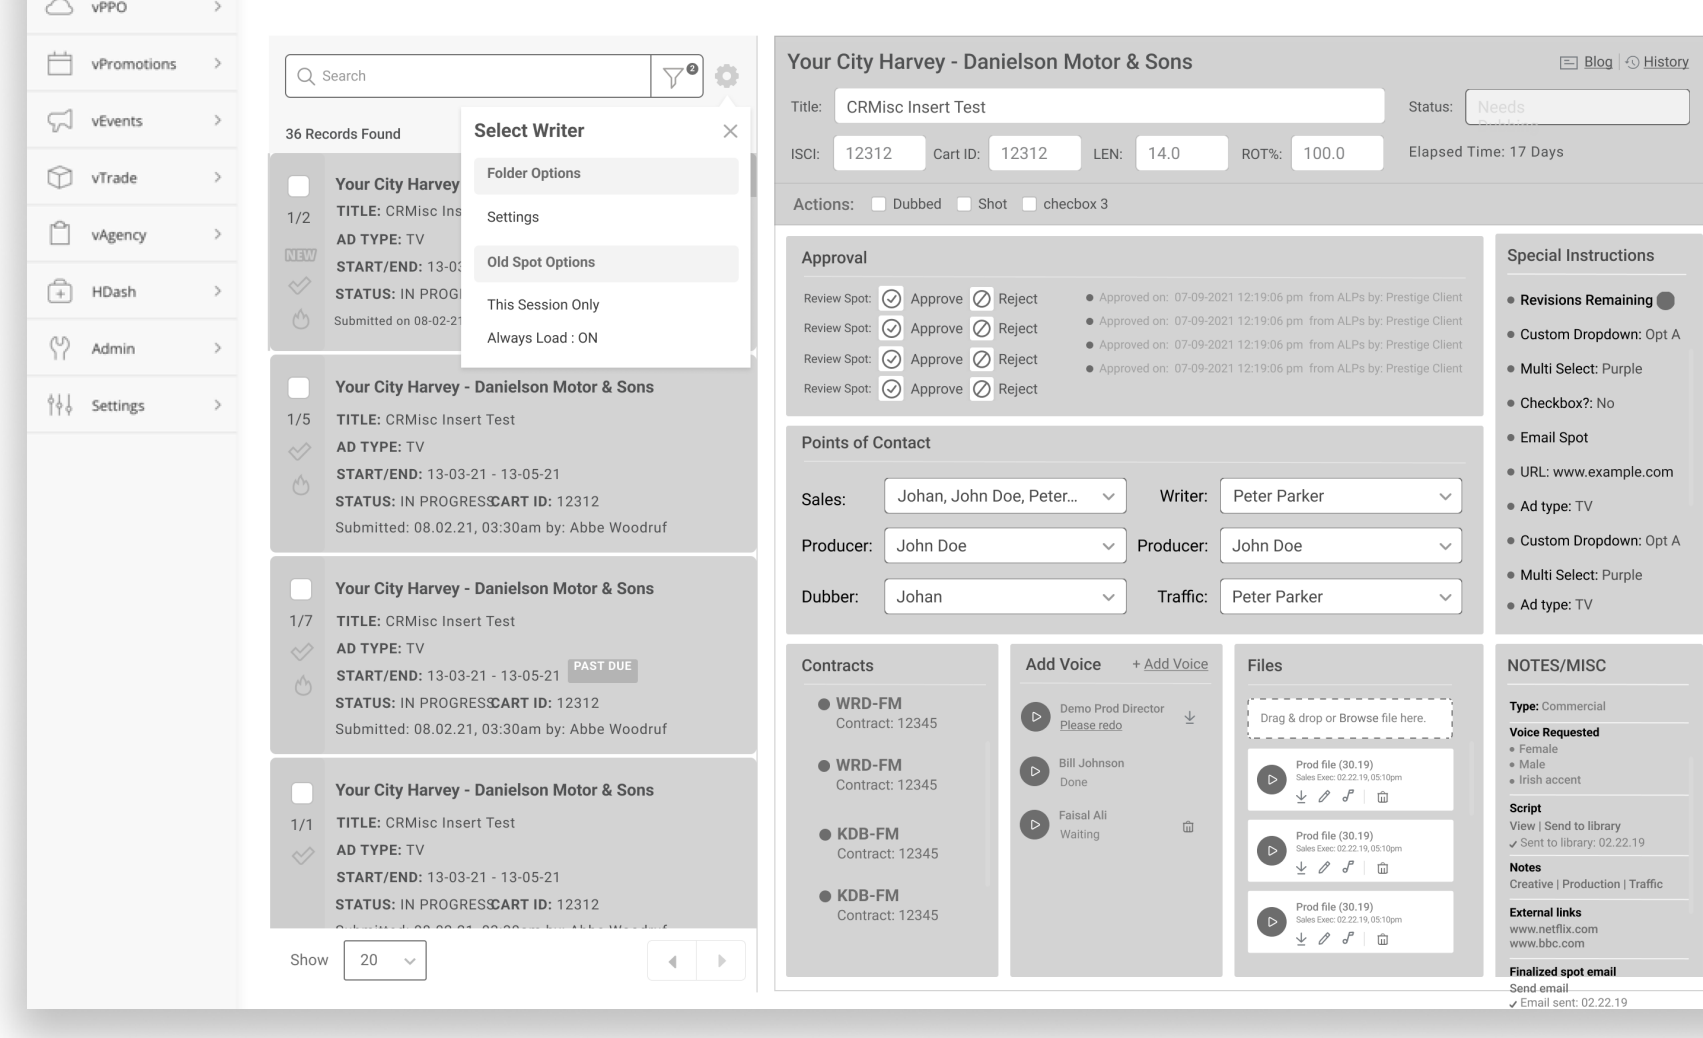 vPPO
vPromotions
vEvents
vTrade
vAgency
HDash
Admin
Settings
Search
2
36 Records Found
Select Writer
Folder Options
Settings
Old Spot Options
This Session Only
Always Load : ON
Your City Harvey
1/2
TITLE: CRMisc Ins
AD TYPE: TV
NEW
START/END: 13-03
STATUS: IN PROG
Submitted on 08-02-21
Your City Harvey - Danielson Motor & Sons
1/5
TITLE: CRMisc Insert Test
AD TYPE: TV
START/END: 13-03-21 - 13-05-21
STATUS: IN PROGRESS CART ID: 12312
Submitted: 08.02.21, 03:30am by: Abbe Woodruf
Your City Harvey - Danielson Motor & Sons
1/7
TITLE: CRMisc Insert Test
AD TYPE: TV
START/END: 13-03-21 - 13-05-21
PAST DUE
STATUS: IN PROGRESS CART ID: 12312
Submitted: 08.02.21, 03:30am by: Abbe Woodruf
Your City Harvey - Danielson Motor & Sons
1/1
TITLE: CRMisc Insert Test
AD TYPE: TV
START/END: 13-03-21 - 13-05-21
STATUS: IN PROGRESS CART ID: 12312
Show 20
Your City Harvey - Danielson Motor & Sons
Blog
History
Title: CRMisc Insert Test
Status: Needs
ISCI: 12312 Cart ID: 12312 LEN: 14.0 ROT%: 100.0
Elapsed Time: 17 Days
Actions: Dubbed Shot checbox 3
Approval
Review Spot: Approve Reject
Review Spot: Approve Reject
Review Spot: Approve Reject
Review Spot: Approve Reject
Approved on: 07-09-2021 12:19:06 pm from ALPs by: Prestige Client
Approved on: 07-09-2021 12:19:06 pm from ALPs by: Prestige Client
Approved on: 07-09-2021 12:19:06 pm from ALPs by: Prestige Client
Approved on: 07-09-2021 12:19:06 pm from ALPs by: Prestige Client
Points of Contact
Sales: Johan, John Doe, Peter... Writer: Peter Parker
Producer: John Doe Producer: John Doe
Dubber: Johan Traffic: Peter Parker
Special Instructions
Revisions Remaining
Custom Dropdown: Opt A
Multi Select: Purple
Checkbox?: No
Email Spot
URL: www.example.com
Ad type: TV
Custom Dropdown: Opt A
Multi Select: Purple
Ad type: TV
Contracts
WRD-FM
Contract: 12345
WRD-FM
Contract: 12345
KDB-FM
Contract: 12345
KDB-FM
Contract: 12345
Add Voice + Add Voice
Demo Prod Director
Please redo
Bill Johnson
Done
Faisal Ali
Waiting
Files
Drag & drop or Browse file here.
Prod file (30.19)
Sales Exec: 02.22.19, 05:10pm
Prod file (30.19)
Sales Exec: 02.22.19, 05:10pm
Prod file (30.19)
Sales Exec: 02.22.19, 05:10pm
NOTES/MISC
Type: Commercial
Voice Requested
Female
Male
Irish accent
Script
View | Send to library
Sent to library: 02.22.19
Notes
Creative | Production | Traffic
External links
www.netflix.com
www.bbc.com
Finalized spot email
Send email
Email sent: 02.22.19